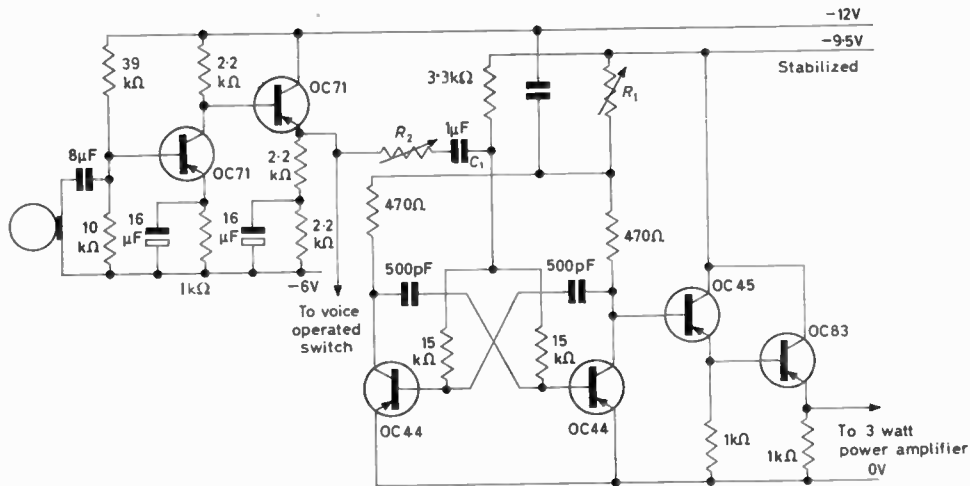 −12V
−9·5V
Stabilized
39
kΩ
2·2
kΩ
OC71
3·3kΩ
R₁
8μF
OC71
R₂
1μF
C₁
2·2
kΩ
470Ω
470Ω
10
kΩ
16
μF
16
μF
2·2
kΩ
1kΩ
−6V
500pF
500pF
OC45
To voice
operated
switch
OC83
15
kΩ
15
kΩ
OC44
OC44
1kΩ
1kΩ
To 3 watt
power amplifier
0V